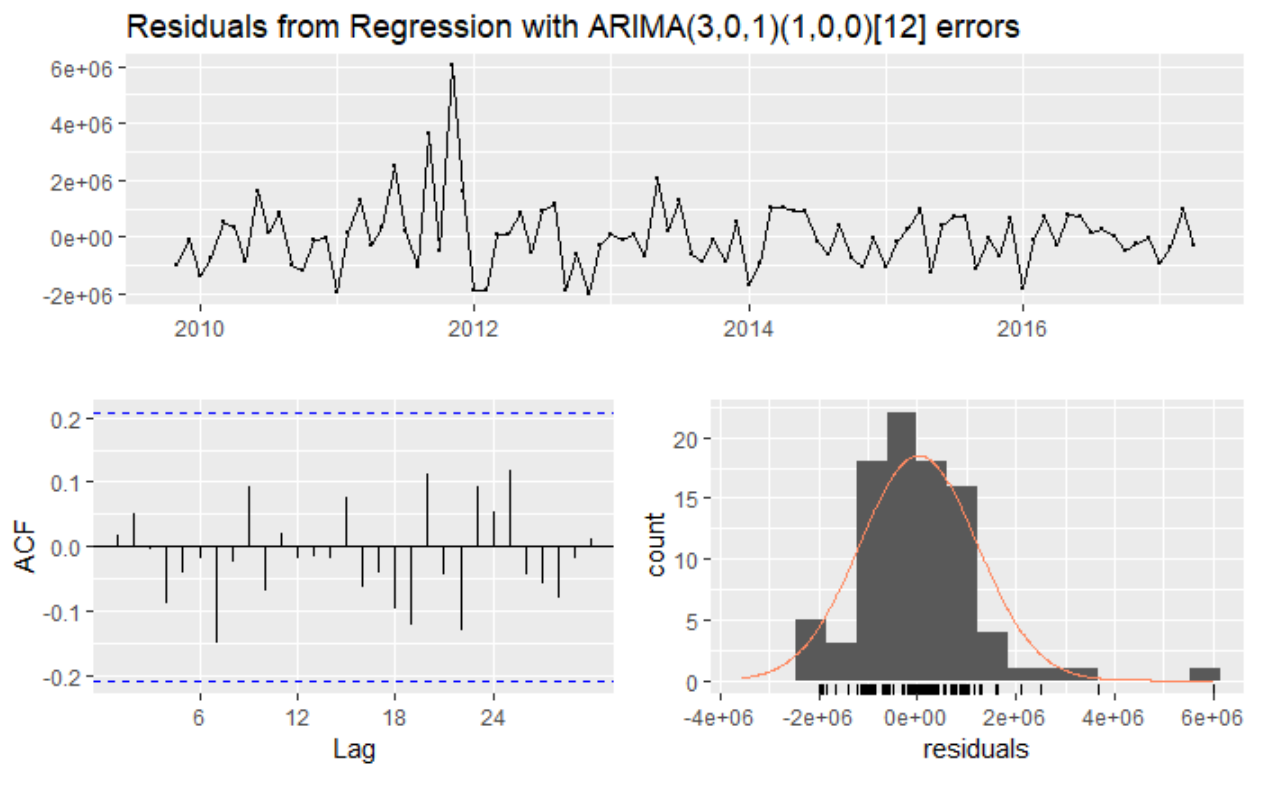 Residuals from Regression with ARIMA(3,0,1)(1,0,0)[12] errors
6e+06
4e+06
2e+06
0e+00
-2e+06
2010 2012 2014 2016
ACF
0.2
0.1
0.0
-0.1
-0.2
6 12 18 24
Lag
count
20
15
10
5
0
-4e+06 -2e+06 0e+00 2e+06 4e+06 6e+06
residuals